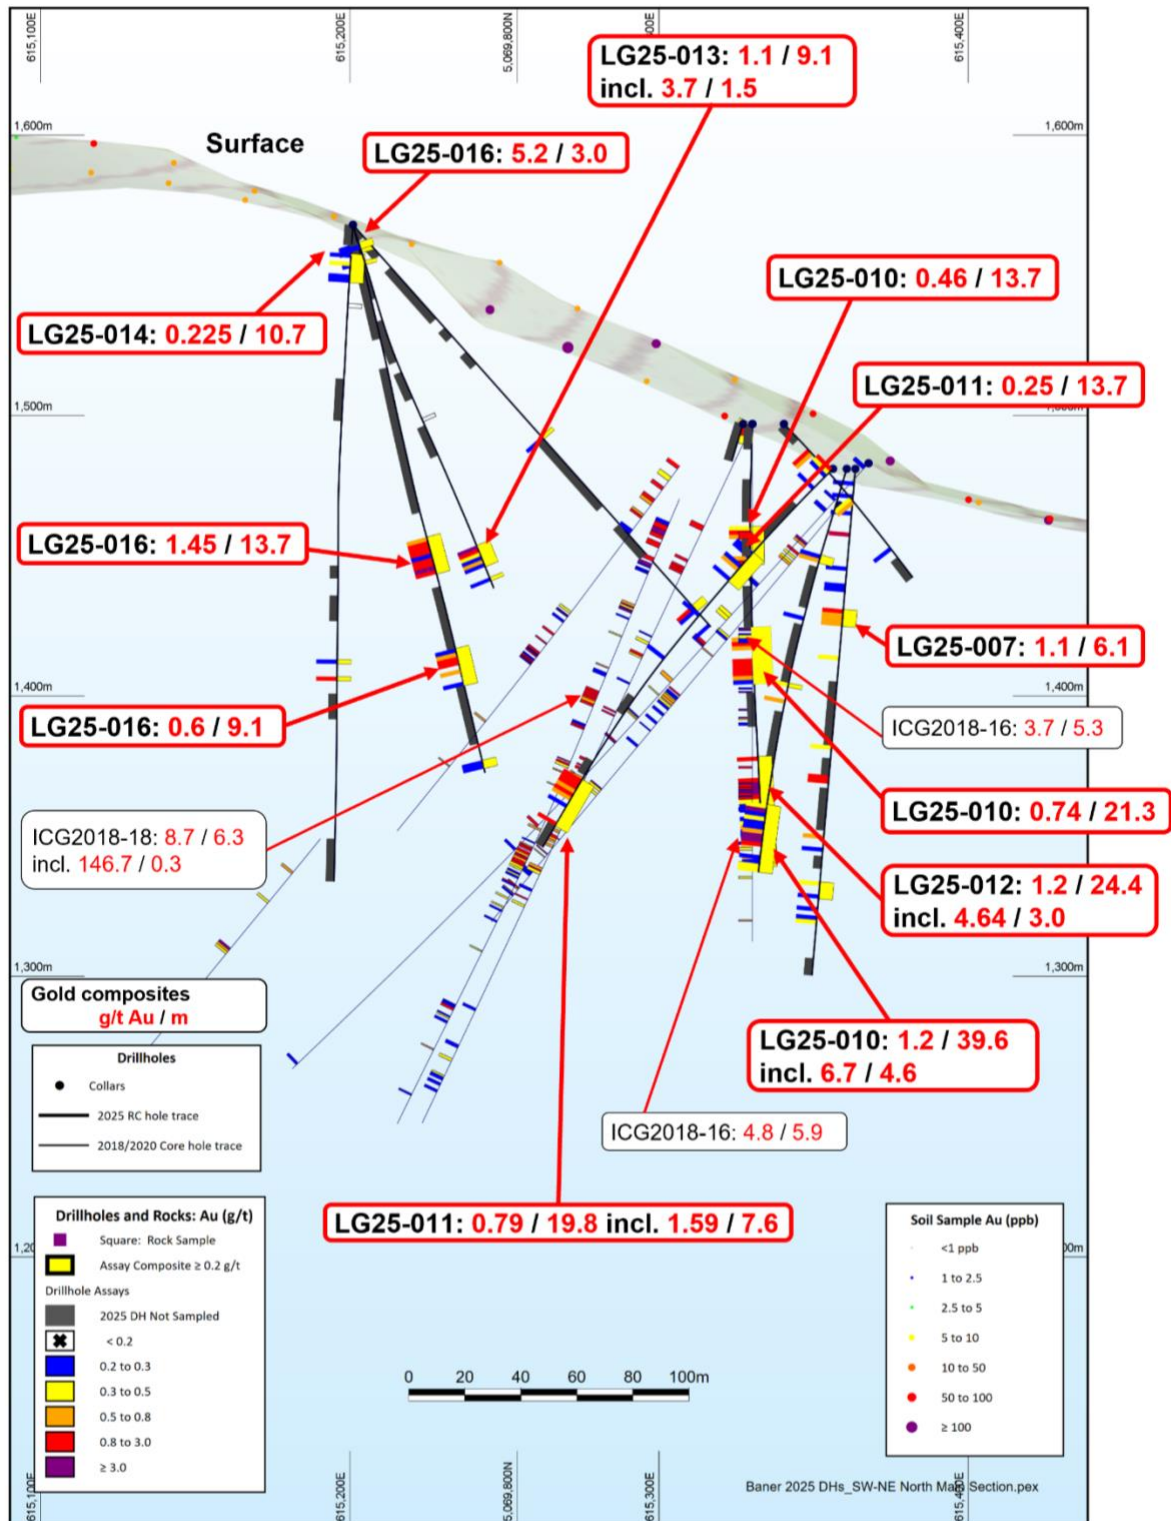 615,100E
615,200E
5,069,800N
615,400E
LG25-013: 1.1 / 9.1
incl. 3.7 / 1.5
1,600m
1,600m
Surface
LG25-016: 5.2 / 3.0
LG25-010: 0.46 / 13.7
LG25-014: 0.225 / 10.7
LG25-011: 0.25 / 13.7
1,500m
LG25-016: 1.45 / 13.7
LG25-007: 1.1 / 6.1
1,400m
1,400m
LG25-016: 0.6 / 9.1
ICG2018-16: 3.7 / 5.3
LG25-010: 0.74 / 21.3
ICG2018-18: 8.7 / 6.3
incl. 146.7 / 0.3
LG25-012: 1.2 / 24.4
incl. 4.64 / 3.0
1,300m
1,300m
Gold composites
g/t Au / m
LG25-010: 1.2 / 39.6
incl. 6.7 / 4.6
Drillholes
Collars
2025 RC hole trace
2018/2020 Core hole trace
ICG2018-16: 4.8 / 5.9
LG25-011: 0.79 / 19.8 incl. 1.59 / 7.6
Drillholes and Rocks: Au (g/t)
Square: Rock Sample
Assay Composite ≥ 0.2 g/t
Drillhole Assays
2025 DH Not Sampled
< 0.2
0.2 to 0.3
0.3 to 0.5
0.5 to 0.8
0.8 to 3.0
≥ 3.0
Soil Sample Au (ppb)
<1 ppb
1 to 2.5
2.5 to 5
5 to 10
10 to 50
50 to 100
≥ 100
0 20 40 60 80 100m
Baner 2025 DHs_SW-NE North Main Section.pex
615,100E
615,200E
5,069,800N
615,300E
615,400E